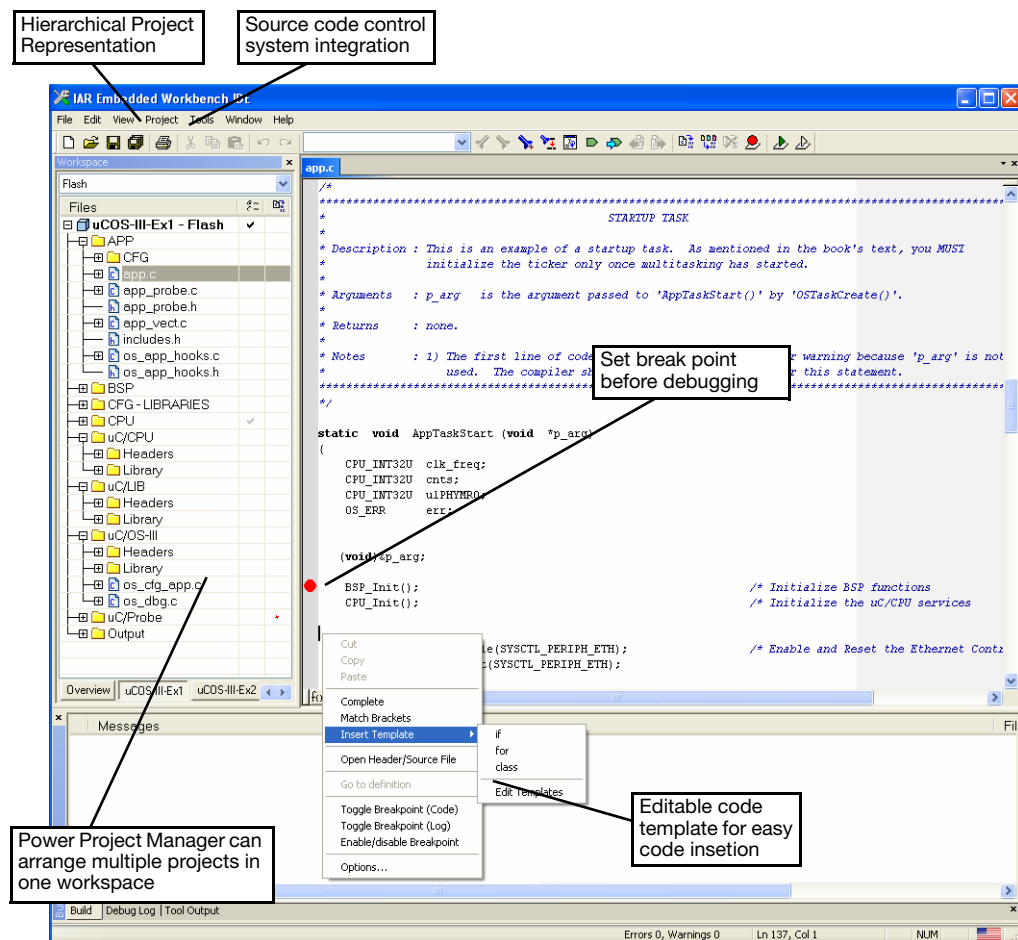 Hierarchical Project
Representation
Source code control
system integration
IAR Embedded Workbench IDE
File Edit View Project Tools Window Help
Workspace
app.c
Flash
Files
uCOS-III-Ex1 - Flash
APP
CFG
app.c
app_probe.c
app_probe.h
app_vect.c
includes.h
os_app_hooks.c
os_app_hooks.h
BSP
CFG - LIBRARIES
CPU
uC/CPU
Headers
Library
uC/LIB
Headers
Library
uC/OS-III
Headers
Library
os_cfg_app.c
os_dbg.c
uC/Probe
Output
Overview uCOS-III-Ex1 uCOS-III-Ex2
/*
*********************************************************************************************************
* STARTUP TASK
*
* Description : This is an example of a startup task. As mentioned in the book's text, you MUST
* initialize the ticker only once multitasking has started.
*
* Arguments : p_arg is the argument passed to 'AppTaskStart()' by 'OSTaskCreate()'.
*
* Returns : none.
*
* Notes : 1) The first line of code warning because 'p_arg' is not
* used. The compiler this statement.
*********************************************************************************************************
*/
Set break point
before debugging
static void AppTaskStart (void *p_arg)
{
CPU_INT32U clk_freq;
CPU_INT32U cnts;
CPU_INT32U ulPHYMR0;
OS_ERR err;
(void)&p_arg;
BSP_Init(); /* Initialize BSP functions
CPU_Init(); /* Initialize the uC/CPU services
le(SYSCTL_PERIPH_ETH); /* Enable and Reset the Ethernet Cont
t(SYSCTL_PERIPH_ETH);
Cut
Copy
Paste
Complete
Match Brackets
Insert Template
Open Header/Source File
Go to definition
Toggle Breakpoint (Code)
Toggle Breakpoint (Log)
Enable/disable Breakpoint
Options...
if
for
class
Edit Templates
Messages Fil
Editable code
template for easy
code insetion
Power Project Manager can
arrange multiple projects in
one workspace
Build Debug Log Tool Output
Errors 0, Warnings 0 Ln 137, Col 1 NUM